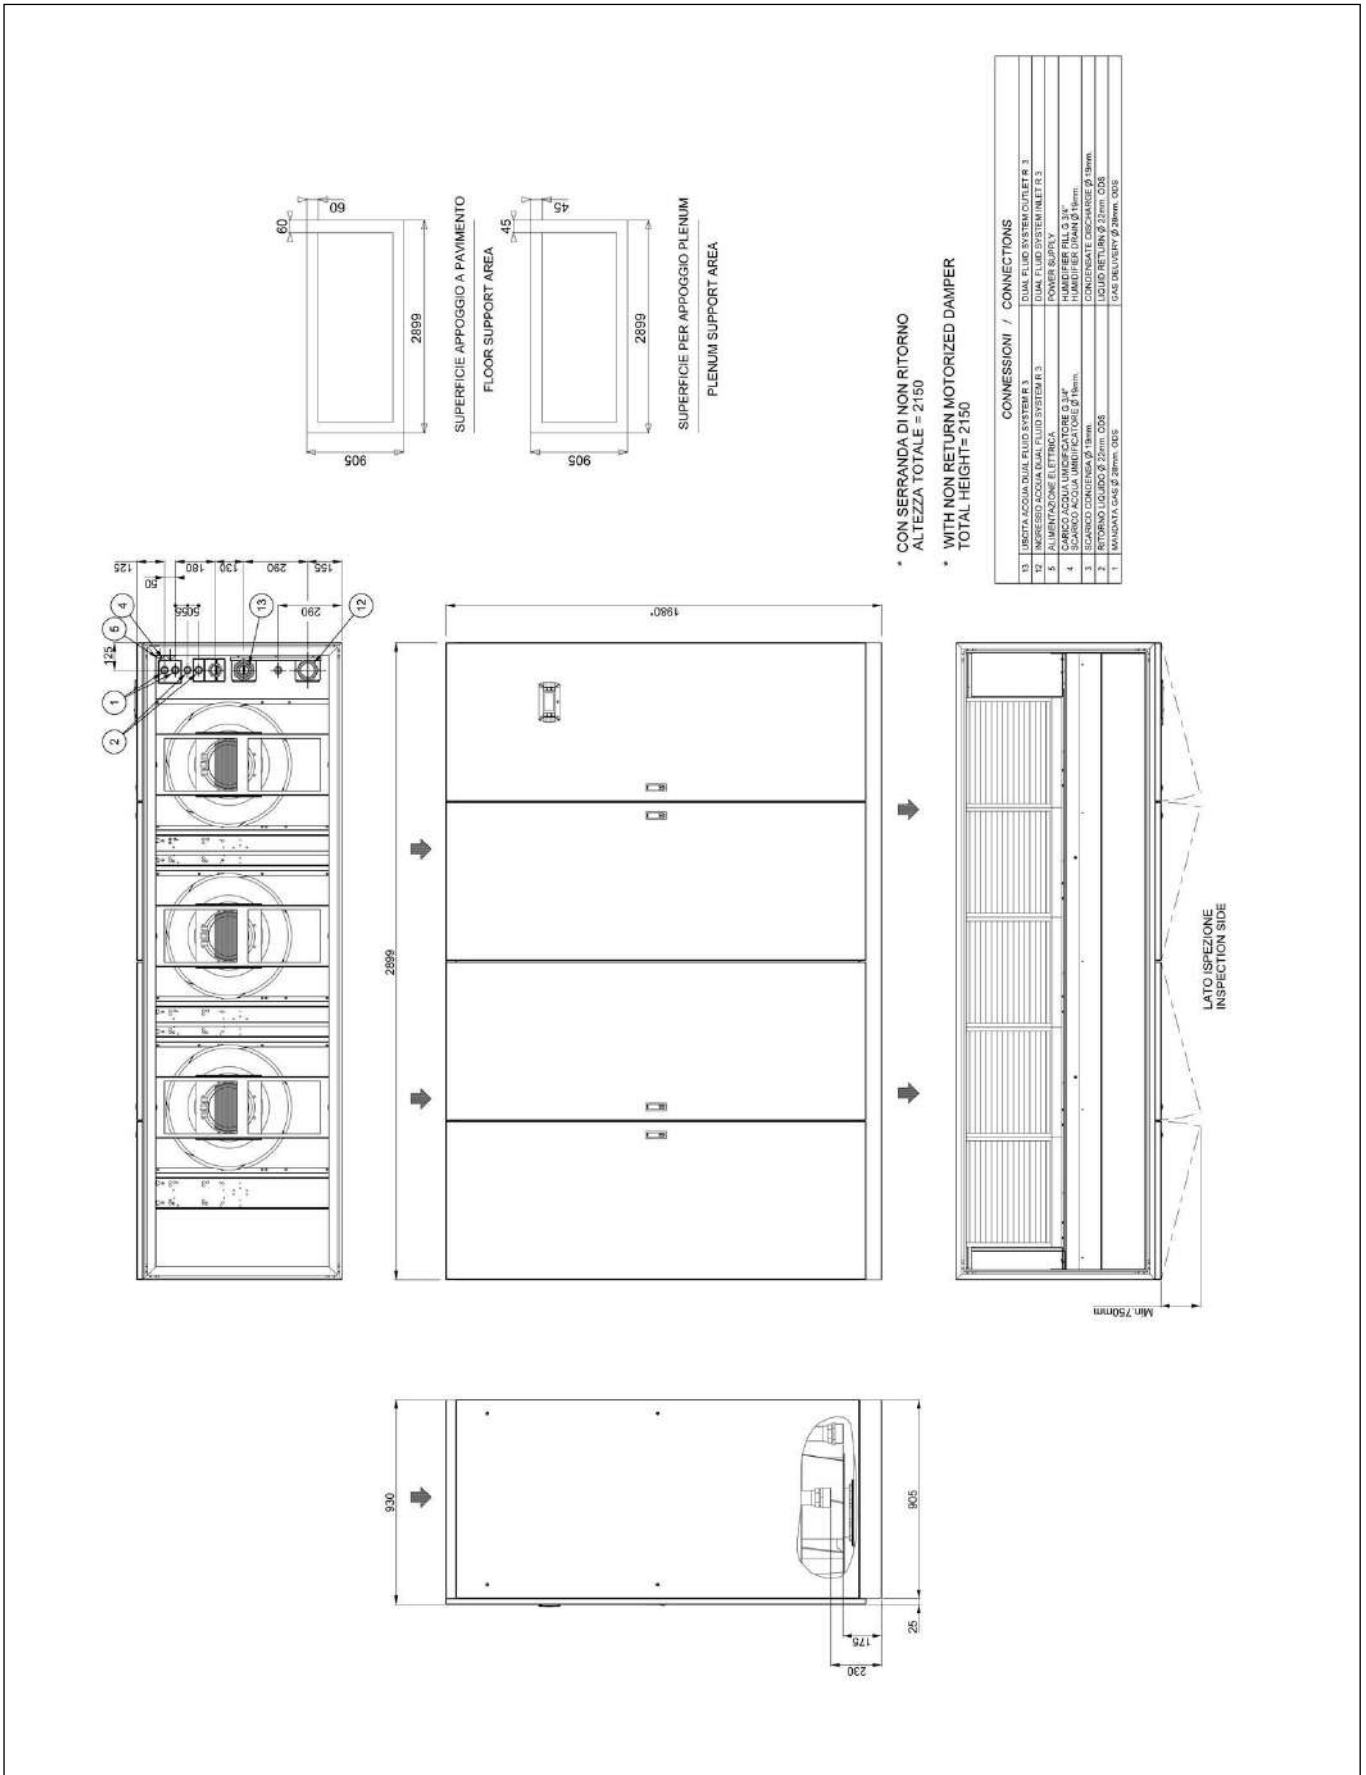 125
50
180
50 55
130
290
155
290
4
5
125
1
2
13
12
60
60
905
2899
SUPERFICIE APPOGGIO A PAVIMENTO
FLOOR SUPPORT AREA
45
45
905
2899
SUPERFICIE PER APPOGGIO PLENUM
PLENUM SUPPORT AREA
2899
1980*
* CON SERRANDA DI NON RITORNO
ALTEZZA TOTALE = 2150
* WITH NON RETURN MOTORIZED DAMPER
TOTAL HEIGHT= 2150
CONNESSIONI / CONNECTIONS
13 USCITA ACQUA DUAL FLUID SYSTEM R 3 DUAL FLUID SYSTEM OUTLET R 3
12 INGRESSO ACQUA DUAL FLUID SYSTEM R 3 DUAL FLUID SYSTEM INLET R 3
5 ALIMENTAZIONE ELETTRICA POWER SUPPLY
4 CARICO ACQUA UMIDIFICATORE G 3/4" HUMIDIFIER FILL G 3/4"
SCARICO ACQUA UMIDIFICATORE Ø 19mm. HUMIDIFIER DRAIN Ø 19mm.
3 SCARICO CONDENSA Ø 19mm. CONDENSATE DISCHARGE Ø 19mm.
2 RITORNO LIQUIDO Ø 22mm. ODS LIQUID RETURN Ø 22mm. ODS
1 MANDATA GAS Ø 28mm. ODS GAS DELIVERY Ø 28mm. ODS
LATO ISPEZIONE
INSPECTION SIDE
Min.750mm
930
905
25
175
230